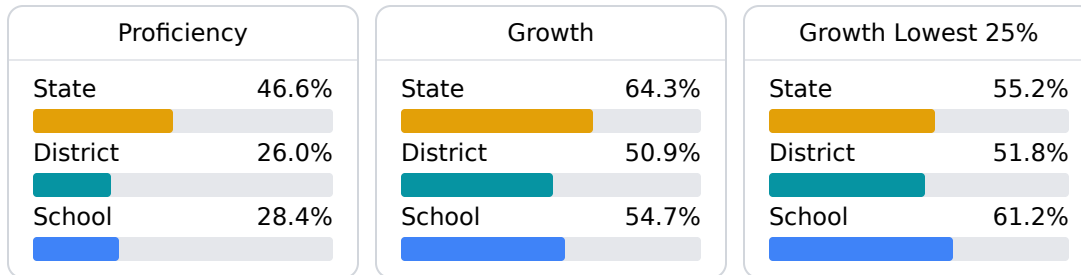 Proficiency
State 46.6%
District 26.0%
School 28.4%
Growth
State 64.3%
District 50.9%
School 54.7%
Growth Lowest 25%
State 55.2%
District 51.8%
School 61.2%